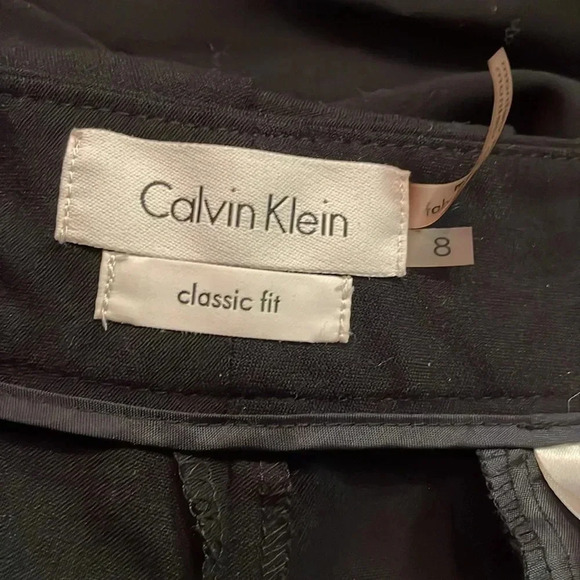 Calvin Klein
8
classic fit